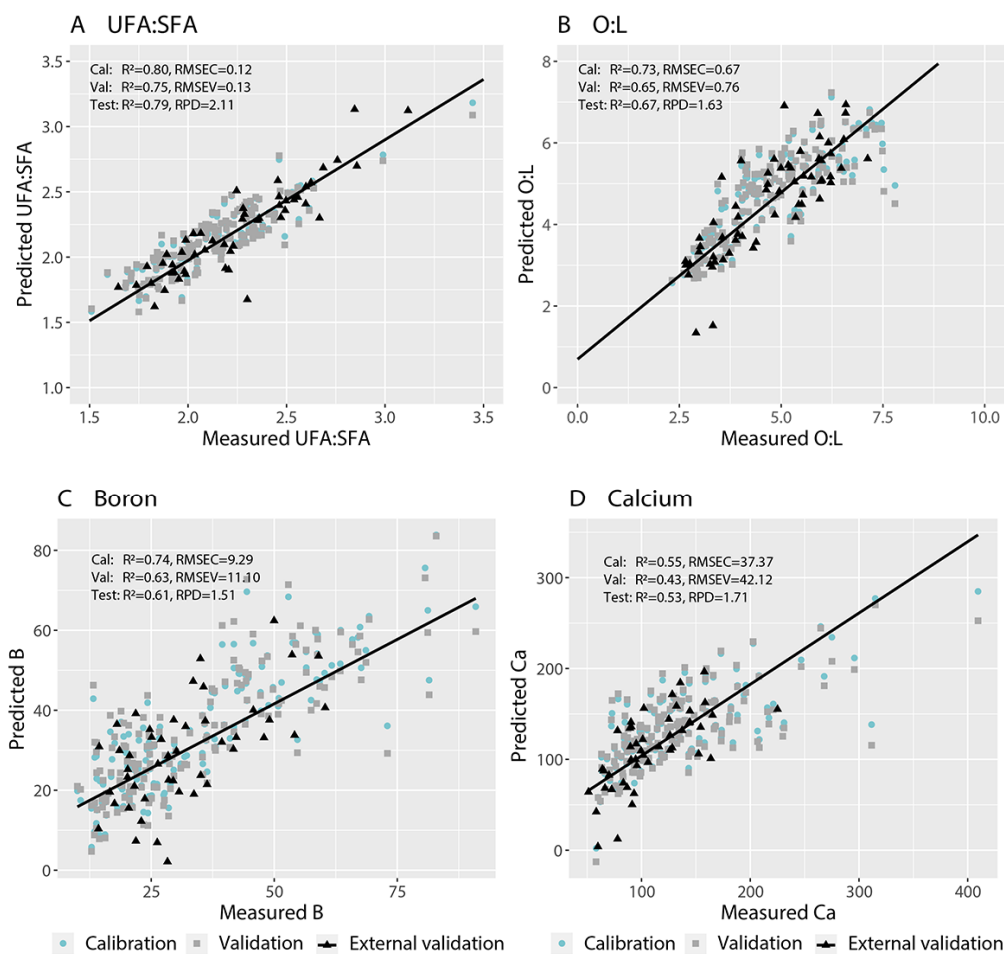 A UFA:SFA
Cal: R²=0.80, RMSEC=0.12
Val: R²=0.75, RMSEV=0.13
Test: R²=0.79, RPD=2.11
Predicted UFA:SFA
3.5
3.0
2.5
2.0
1.5
1.0
1.5 2.0 2.5 3.0 3.5
Measured UFA:SFA
B O:L
Cal: R²=0.73, RMSEC=0.67
Val: R²=0.65, RMSEV=0.76
Test: R²=0.67, RPD=1.63
Predicted O:L
8
6
4
2
0
0.0 2.5 5.0 7.5 10.0
Measured O:L
C Boron
Cal: R²=0.74, RMSEC=9.29
Val: R²=0.63, RMSEV=11.10
Test: R²=0.61, RPD=1.51
Predicted B
80
60
40
20
0
25 50 75
Measured B
D Calcium
Cal: R²=0.55, RMSEC=37.37
Val: R²=0.43, RMSEV=42.12
Test: R²=0.53, RPD=1.71
Predicted Ca
300
200
100
0
100 200 300 400
Measured Ca
Calibration Validation External validation
Calibration Validation External validation